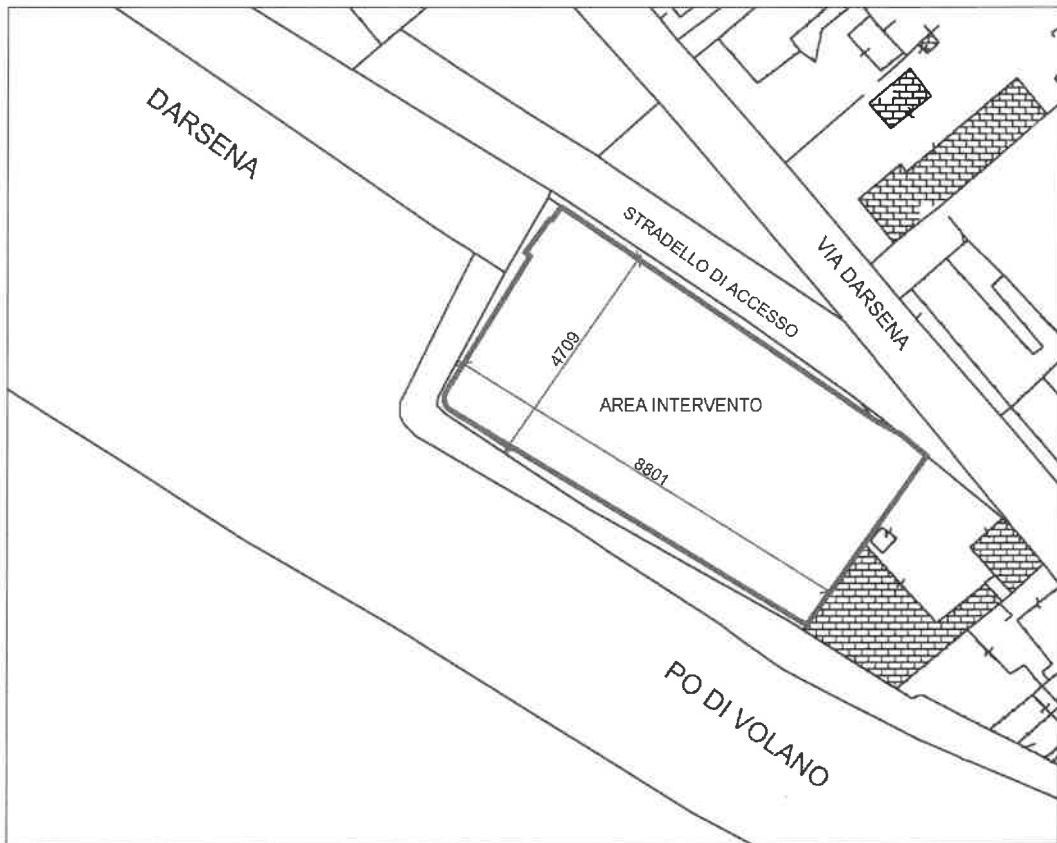 DARSENA
STRADELLO DI ACCESSO
VIA DARSENA
4709
AREA INTERVENTO
8801
PO DI VOLANO